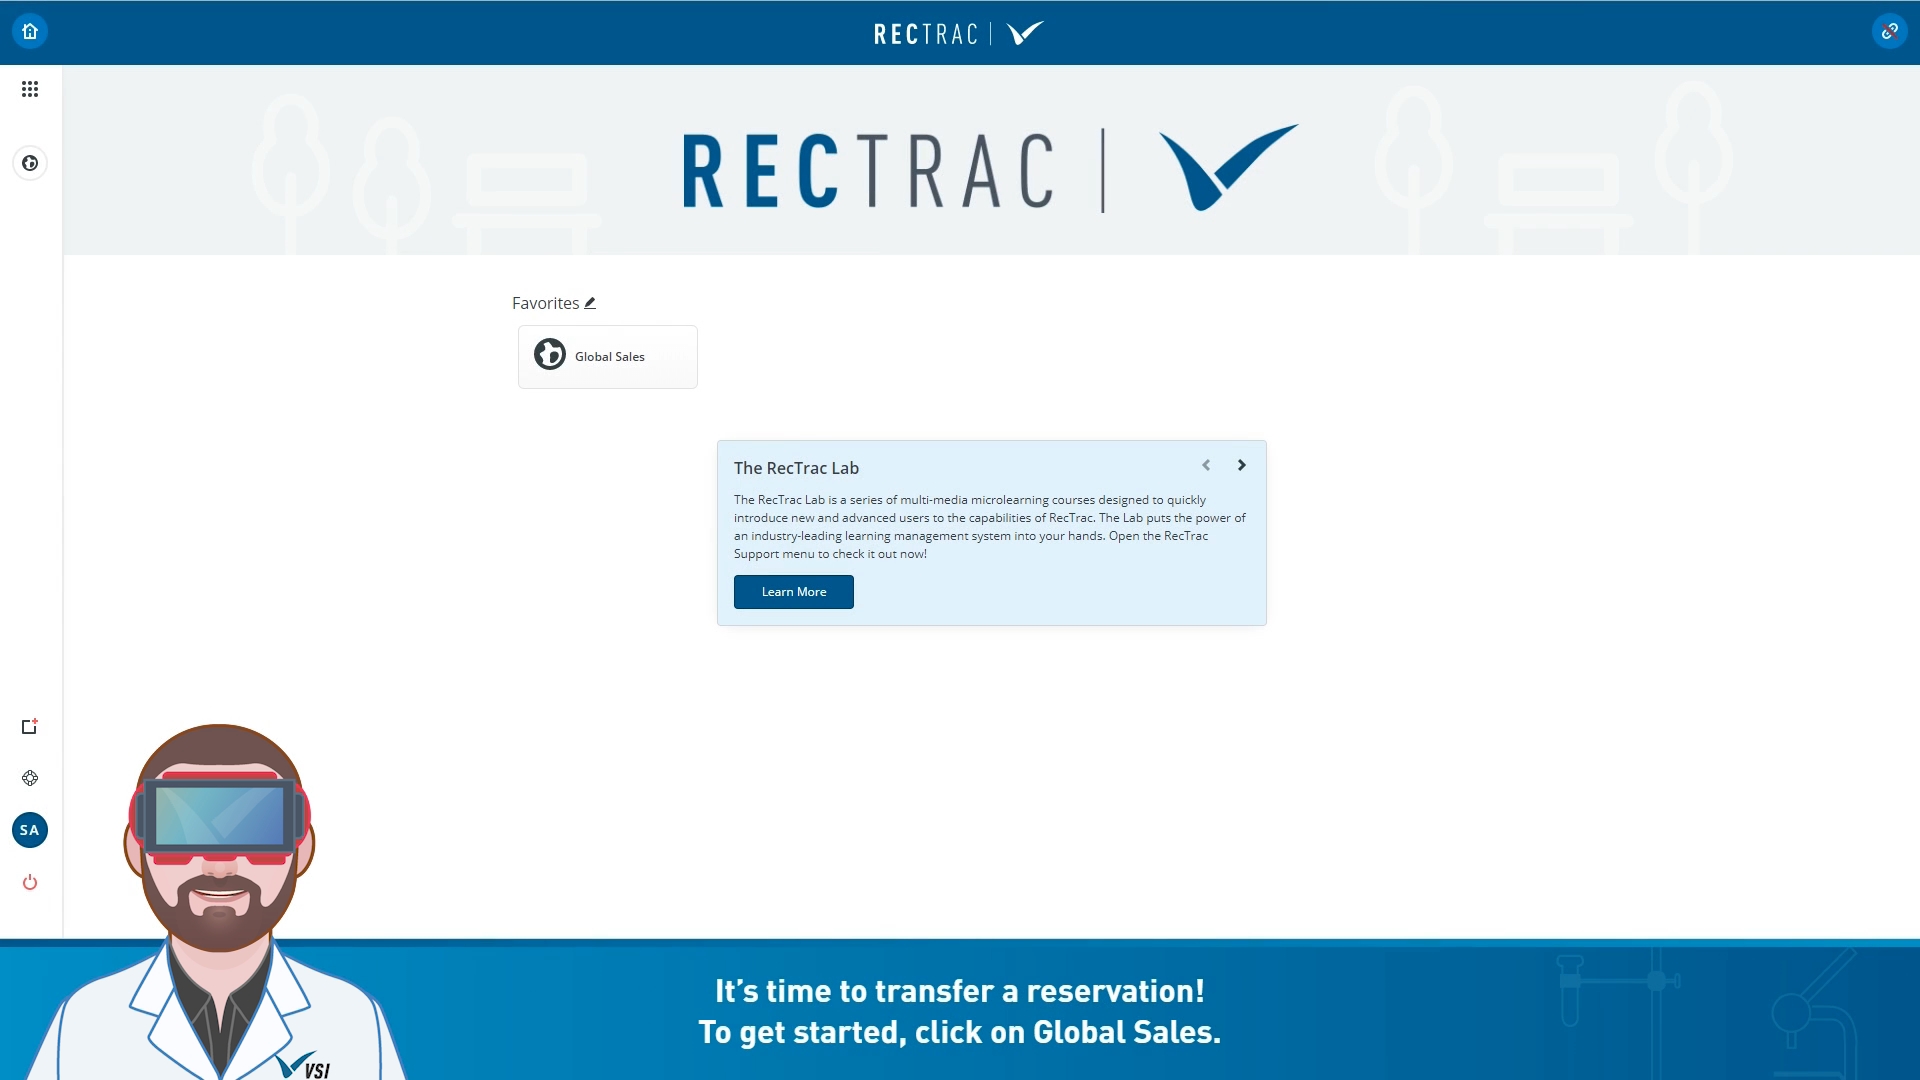 RECTRAC
RECTRAC
Favorites
Global Sales
The RecTrac Lab
The RecTrac Lab is a series of multi-media microlearning courses designed to quickly
introduce new and advanced users to the capabilities of RecTrac. The Lab puts the power of
an industry-leading learning management system into your hands. Open the RecTrac
Support menu to check it out now!
Learn More
SA
It’s time to transfer a reservation!
To get started, click on Global Sales.
VSI